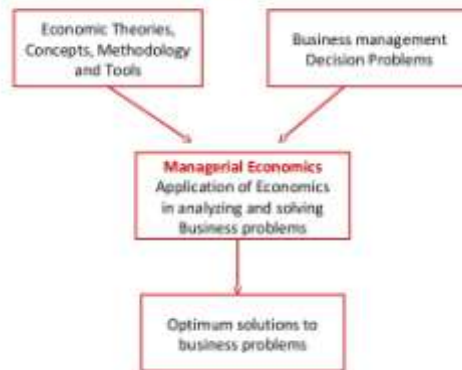 Economic Theories,
Concepts, Methodology
and Tools
Business management
Decision Problems
Managerial Economics
Application of Economics
in analyzing and solving
Business problems
Optimum solutions to
business problems